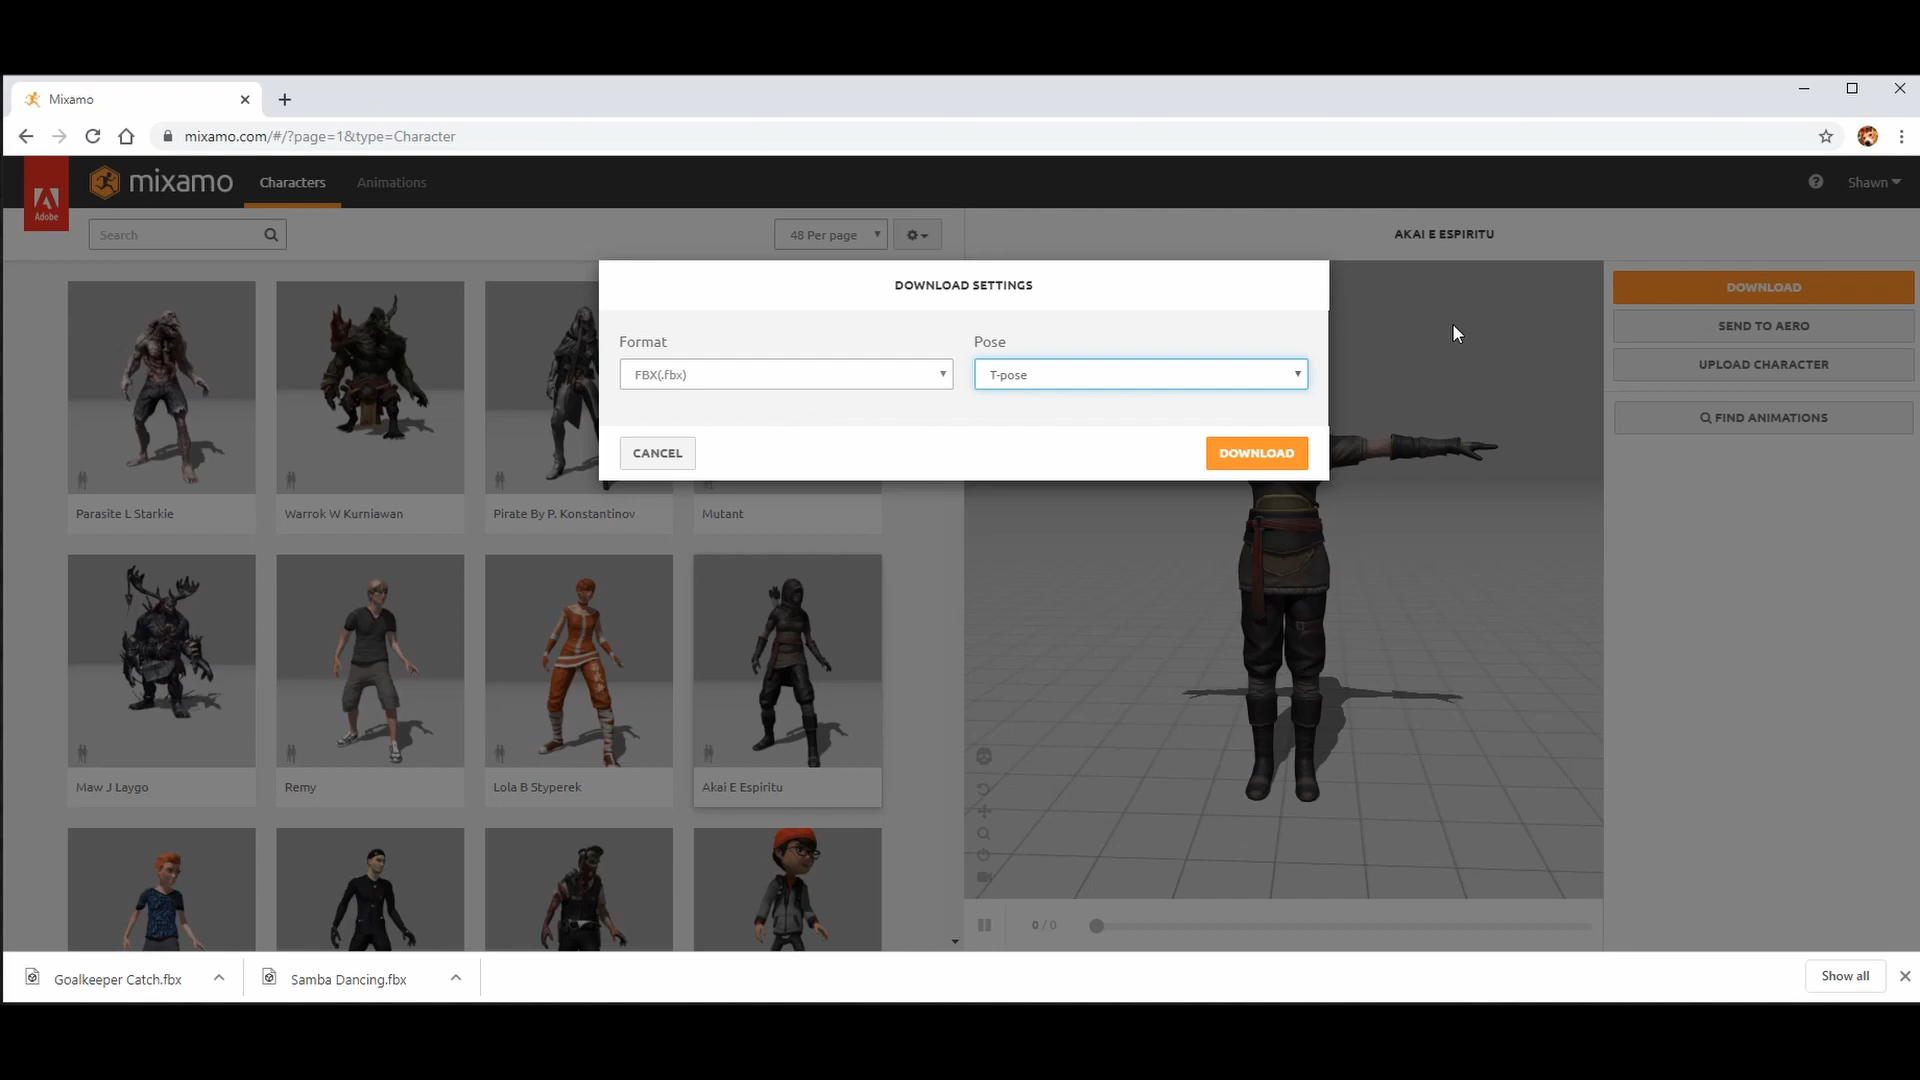 Mixamo
mixamo.com/#/?page=1&type=Character
Adobe
mixamo
Characters
Animations
Shawn
Search
48 Per page
AKAI E ESPIRITU
DOWNLOAD SETTINGS
Format
Pose
FBX(.fbx)
T-pose
CANCEL
DOWNLOAD
DOWNLOAD
SEND TO AERO
UPLOAD CHARACTER
FIND ANIMATIONS
Parasite L Starkie
Warrok W Kurniawan
Pirate By P. Konstantinov
Mutant
Maw J Laygo
Remy
Lola B Styperek
Akai E Espiritu
0 / 0
Goalkeeper Catch.fbx
Samba Dancing.fbx
Show all